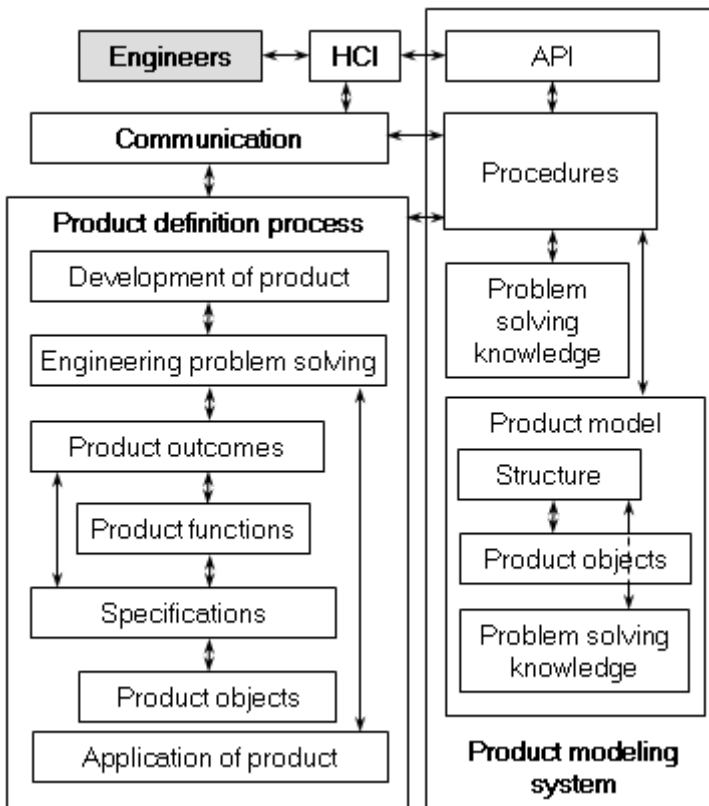 Engineers
HCI
API
Communication
Procedures
Product definition process
Development of product
Engineering problem solving
Product outcomes
Product functions
Specifications
Product objects
Application of product
Problem
solving
knowledge
Product model
Structure
Product objects
Problem solving
knowledge
Product modeling
system